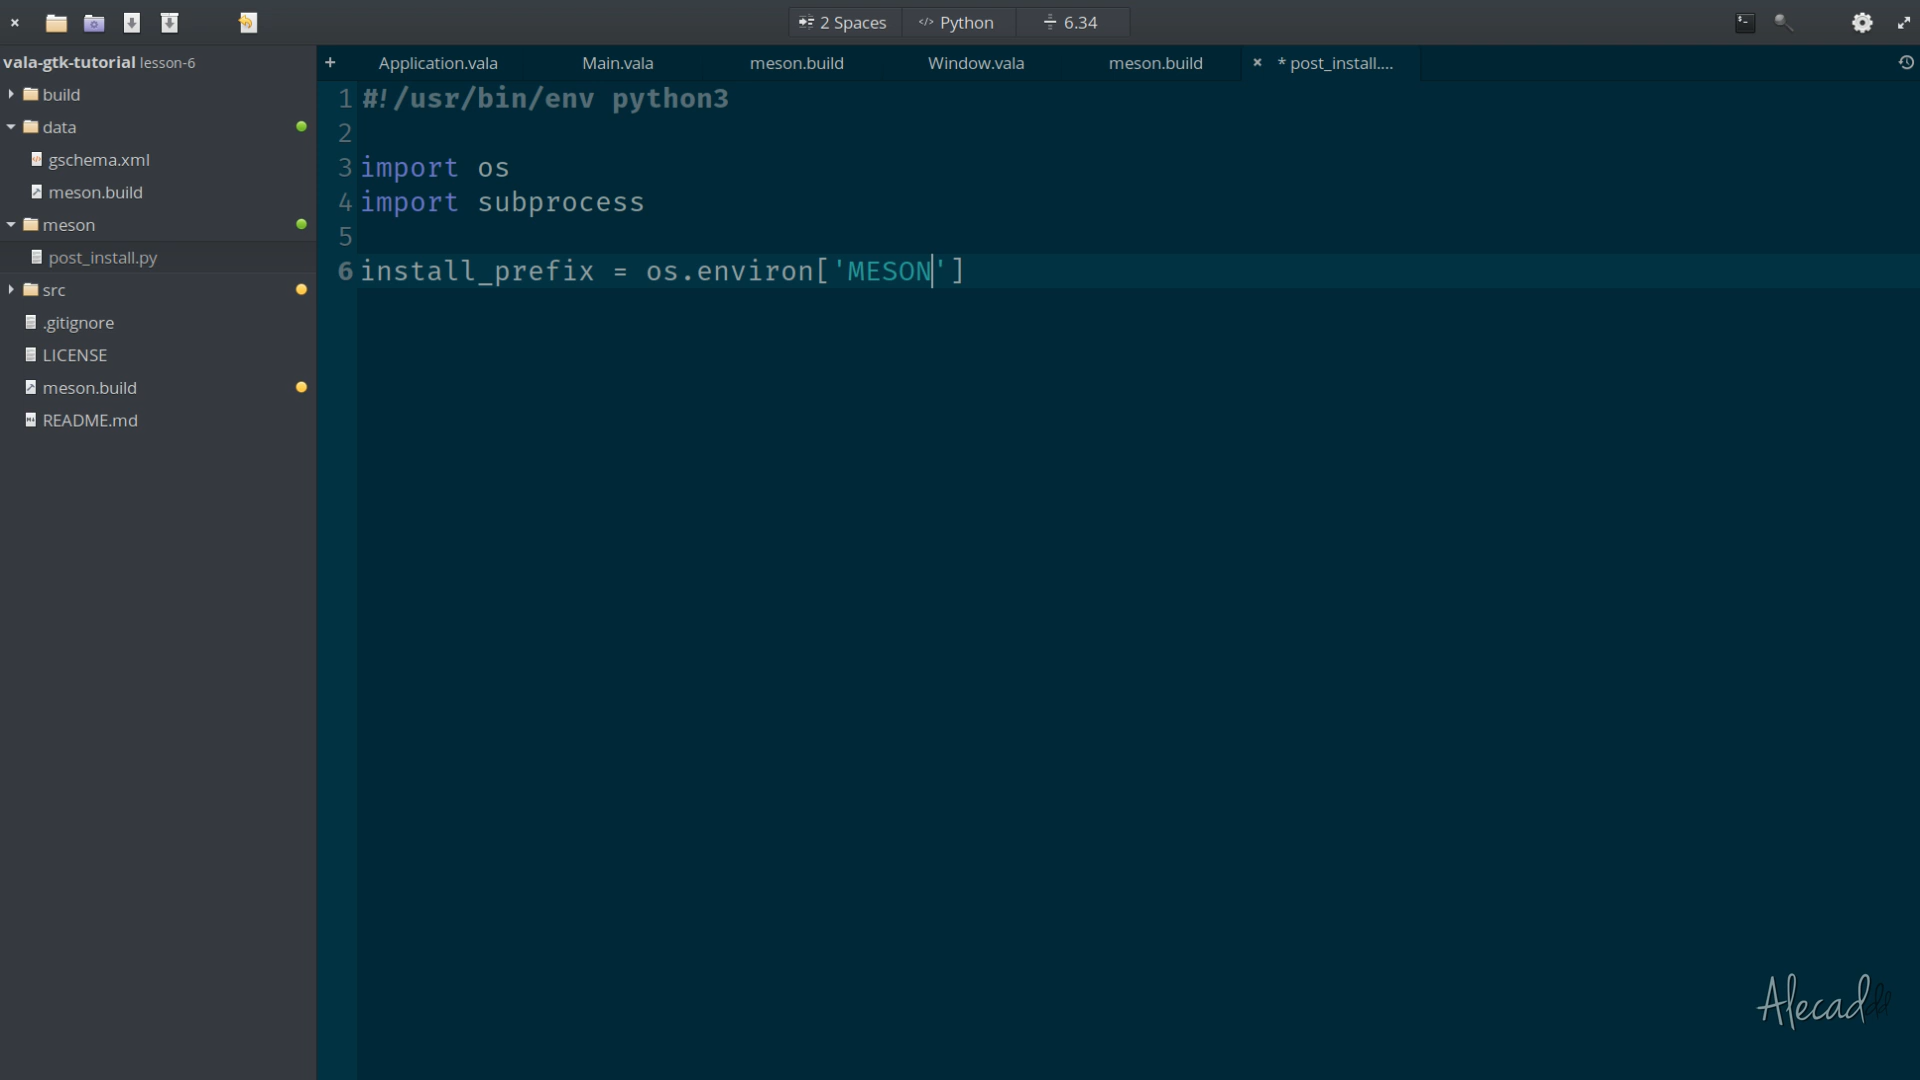 2 Spaces
Python
6.34
vala-gtk-tutorial lesson-6
build
data
gschema.xml
meson.build
meson
post_install.py
src
.gitignore
LICENSE
meson.build
README.md
+ Application.vala Main.vala meson.build Window.vala meson.build × * post_install....
1 #!/usr/bin/env python3
2
3 import os
4 import subprocess
5
6 install_prefix = os.environ['MESON']
Alecaddd